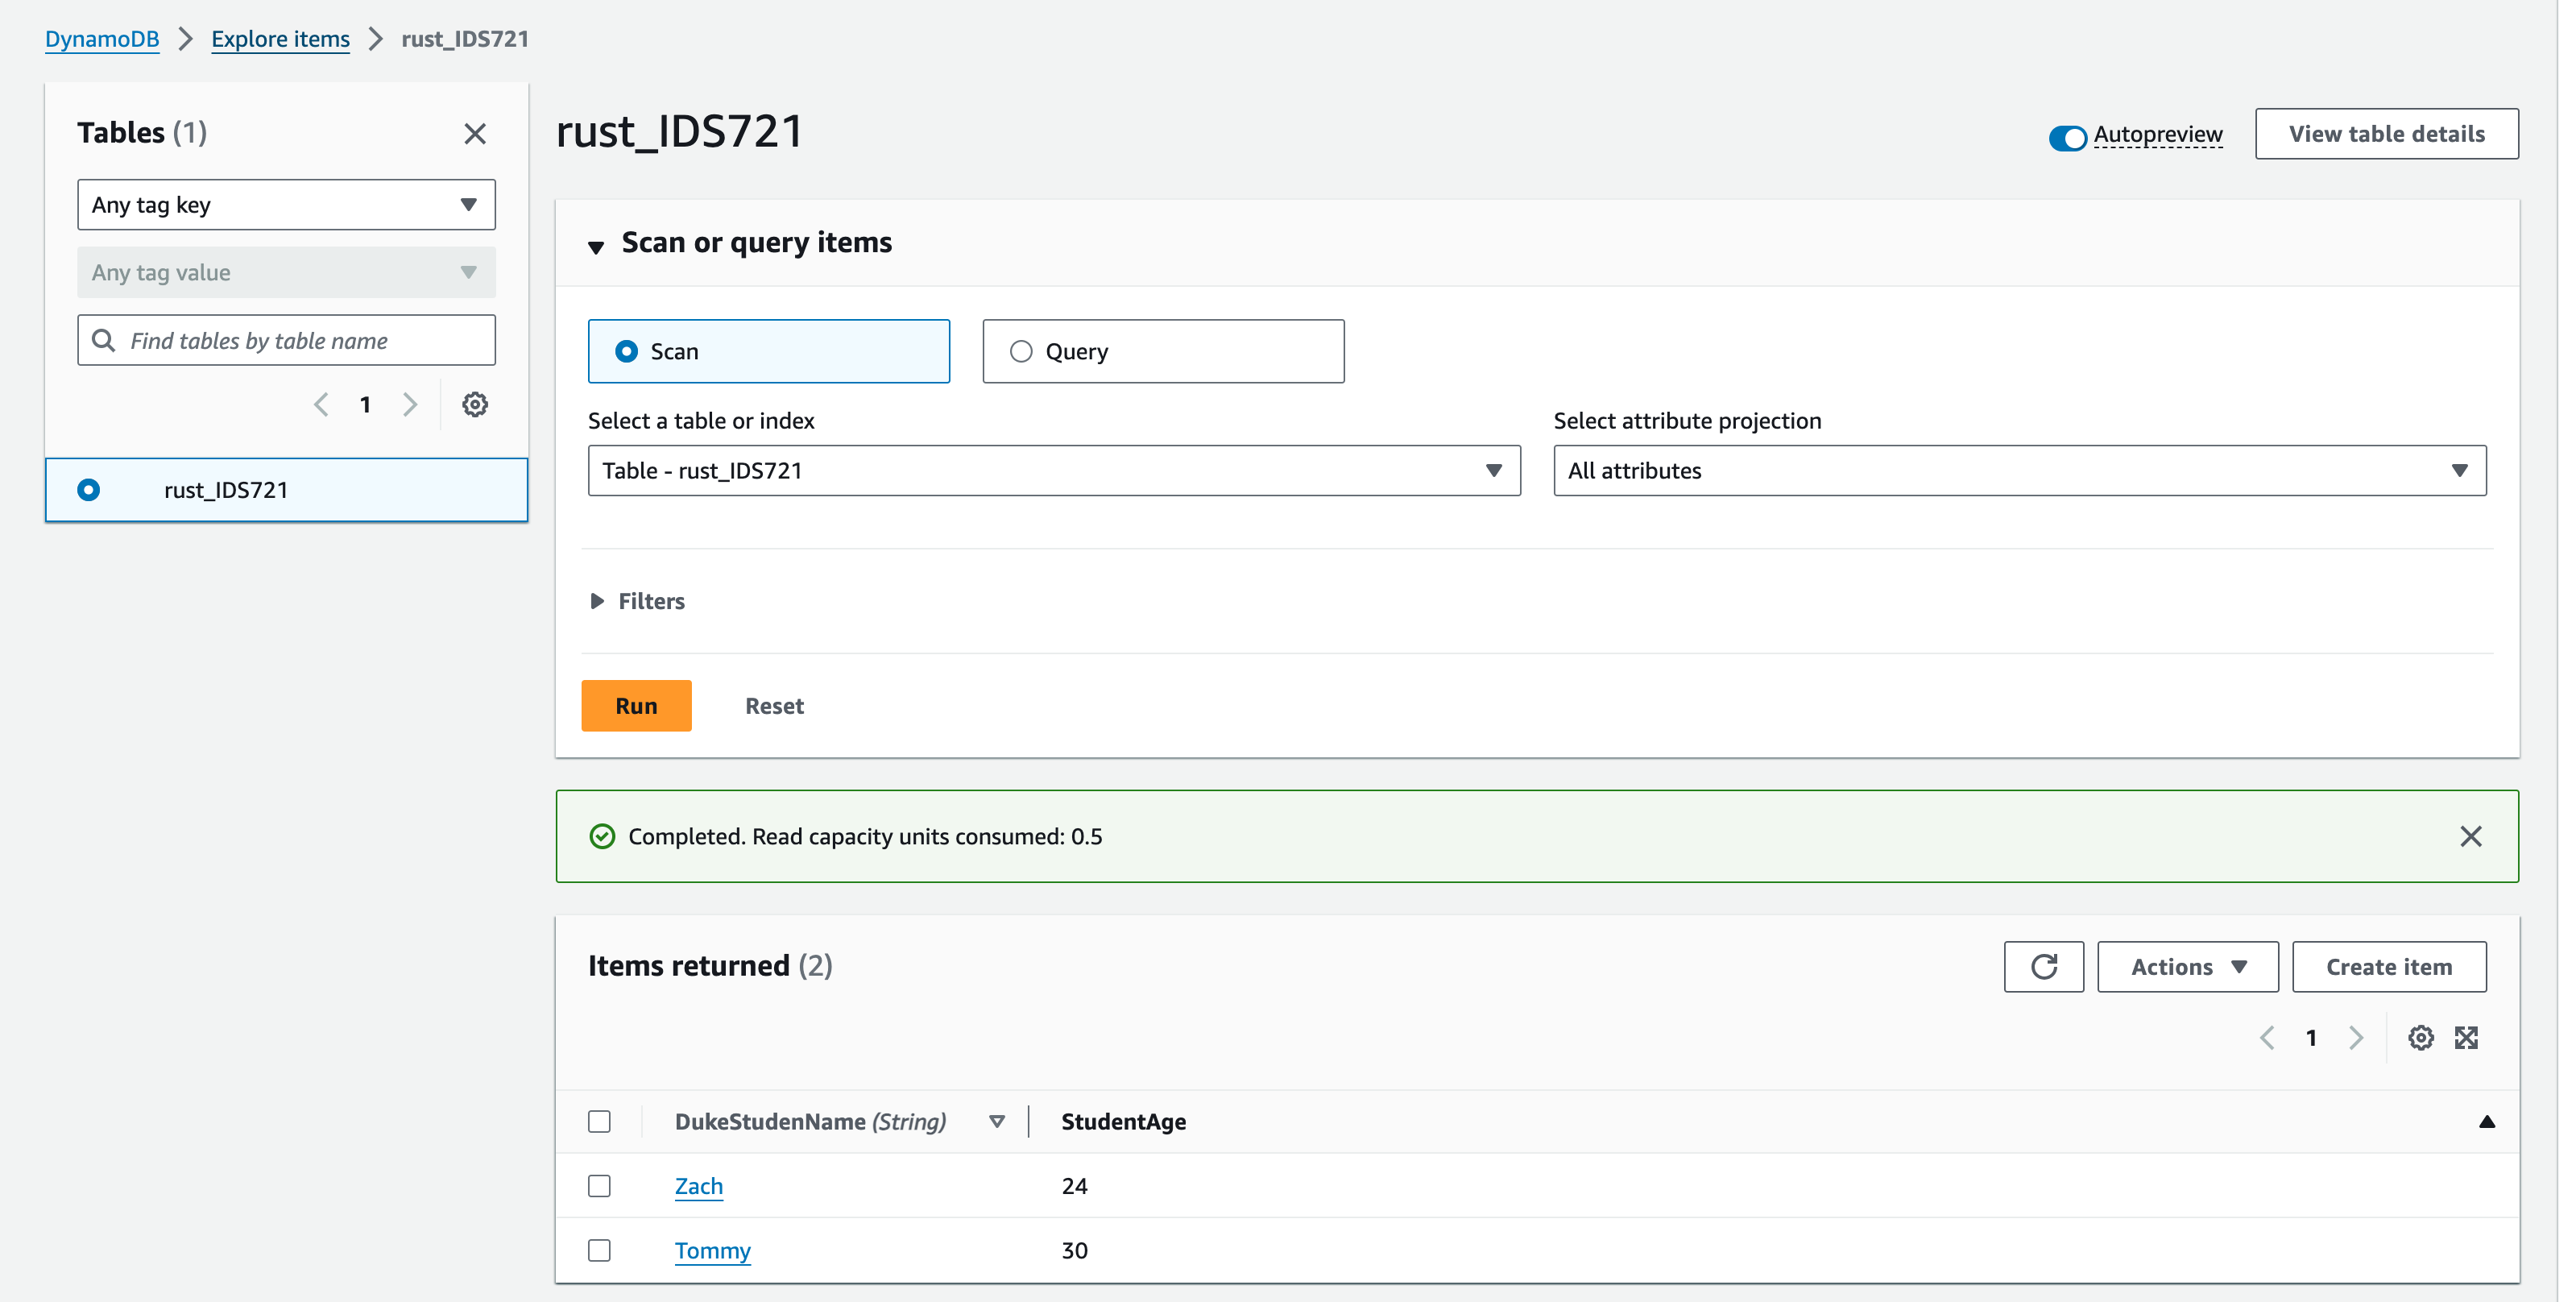 DynamoDB > Explore items > rust_IDS721
Tables (1)
Any tag key
Any tag value
Find tables by table name
1
rust_IDS721
rust_IDS721
Autopreview
View table details
Scan or query items
Scan
Query
Select a table or index
Select attribute projection
Table - rust_IDS721
All attributes
Filters
Run
Reset
Completed. Read capacity units consumed: 0.5
Items returned (2)
Actions
Create item
1
DukeStudenName (String)
StudentAge
Zach
24
Tommy
30